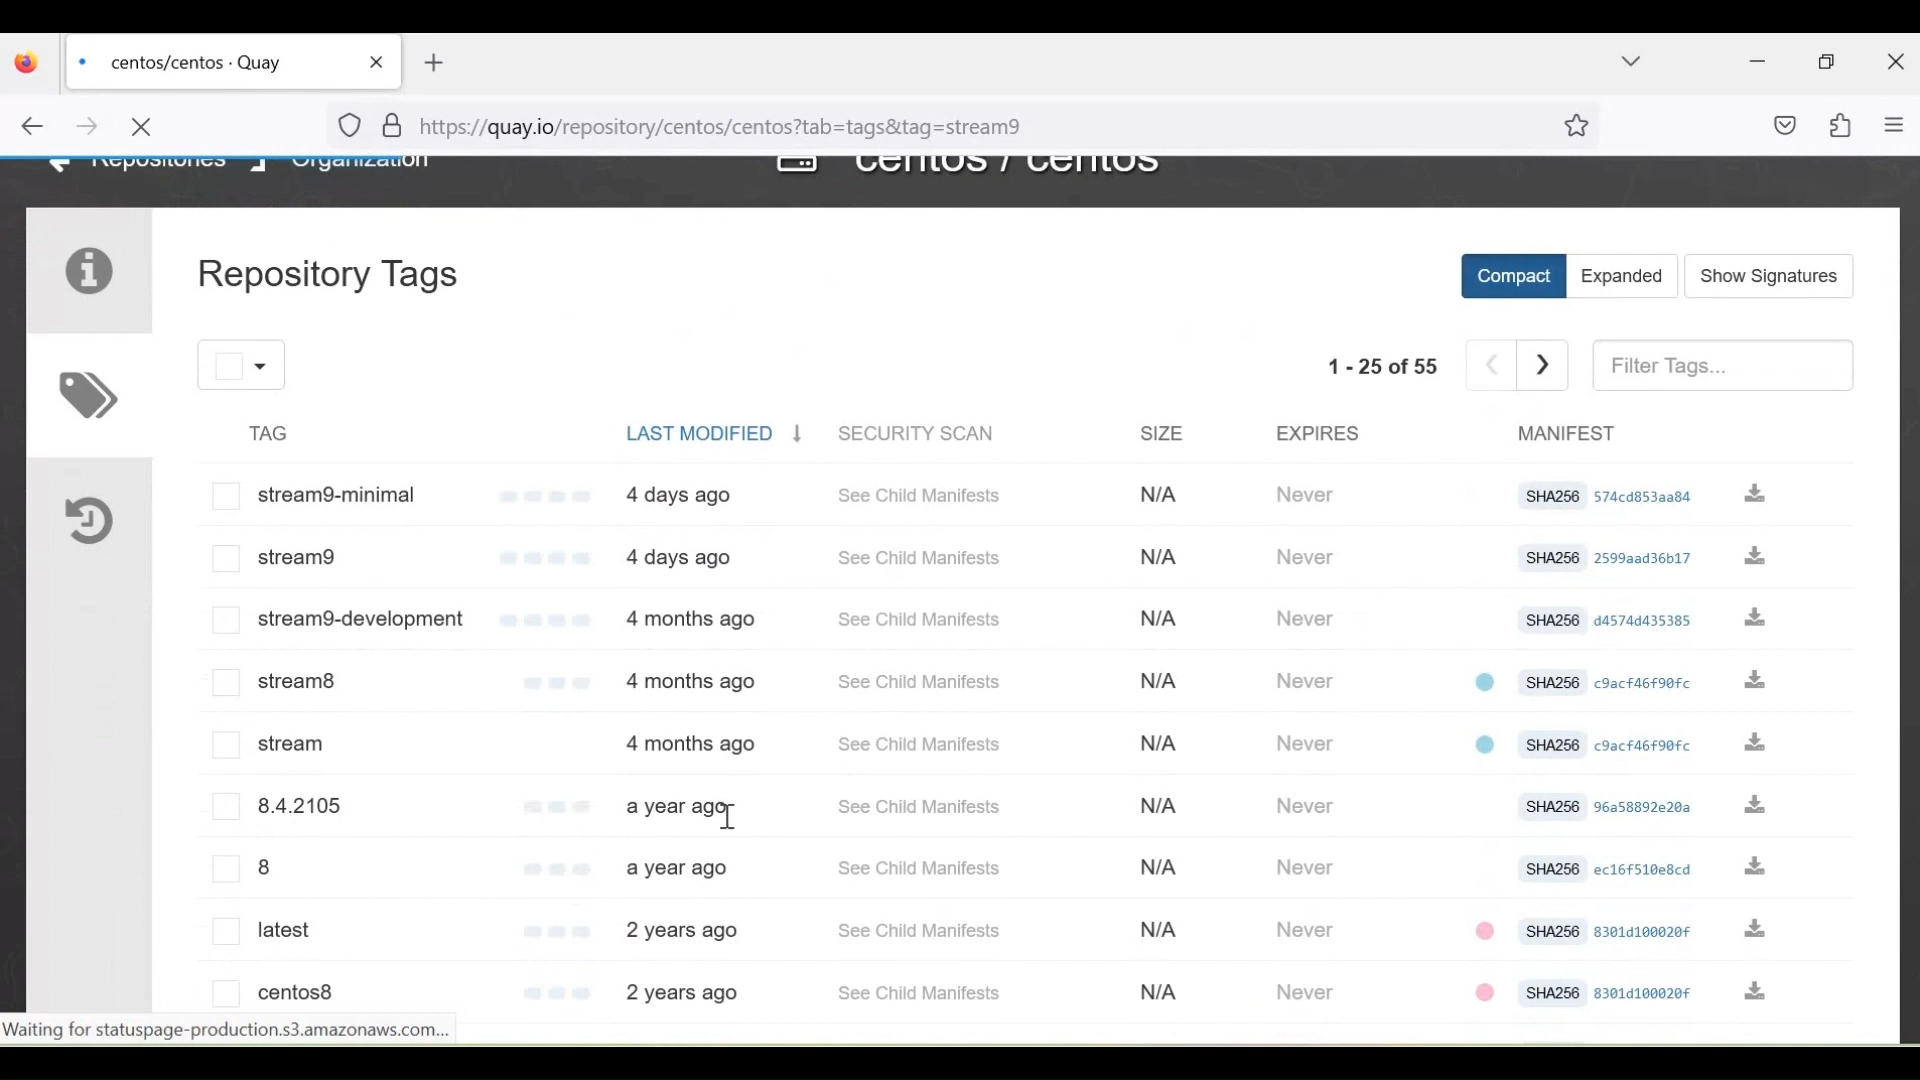 centos/centos · Quay
https://quay.io/repository/centos/centos?tab=tags&tag=stream9
Repositories Organization centos / centos
Repository Tags
Compact Expanded Show Signatures
1 - 25 of 55 Filter Tags...
TAG LAST MODIFIED SECURITY SCAN SIZE EXPIRES MANIFEST
stream9-minimal 4 days ago See Child Manifests N/A Never SHA256 574cd853aa84
stream9 4 days ago See Child Manifests N/A Never SHA256 2599aad36b17
stream9-development 4 months ago See Child Manifests N/A Never SHA256 d4574d435385
stream8 4 months ago See Child Manifests N/A Never SHA256 c9acf46f90fc
stream 4 months ago See Child Manifests N/A Never SHA256 c9acf46f90fc
8.4.2105 a year ago See Child Manifests N/A Never SHA256 96a58892e20a
8 a year ago See Child Manifests N/A Never SHA256 ec16f510e8cd
latest 2 years ago See Child Manifests N/A Never SHA256 8301d100020f
centos8 2 years ago See Child Manifests N/A Never SHA256 8301d100020f
Waiting for statuspage-production.s3.amazonaws.com...